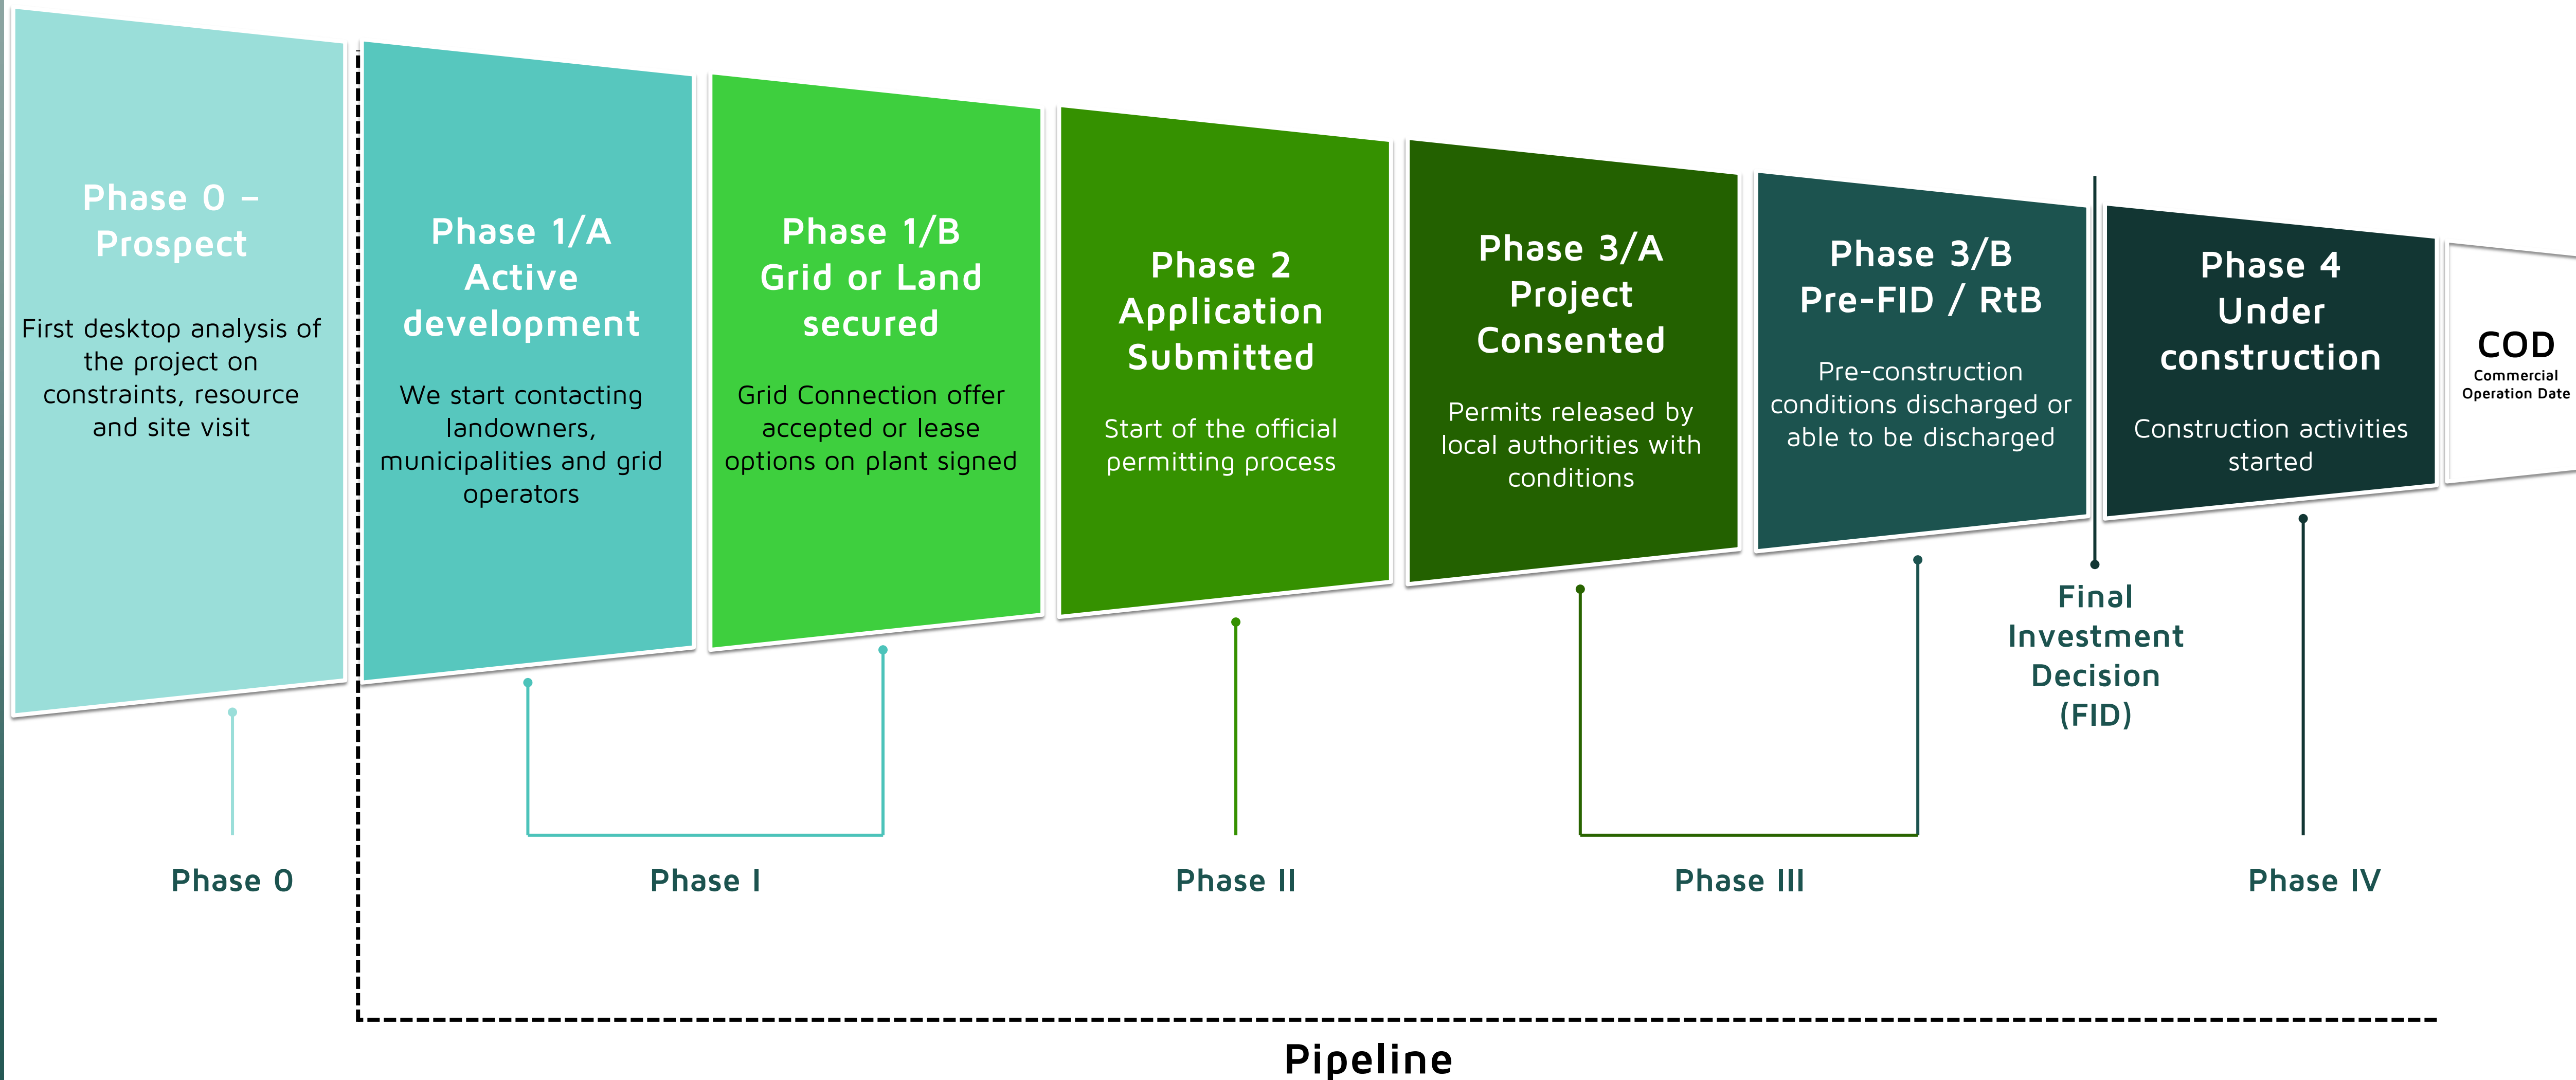 Phase 0 –
Prospect
First desktop analysis of
the project on
constraints, resource
and site visit
Phase 1/A
Active
development
We start contacting
landowners,
municipalities and grid
operators
Phase 1/B
Grid or Land
secured
Grid Connection offer
accepted or lease
options on plant signed
Phase 2
Application
Submitted
Start of the official
permitting process
Phase 3/A
Project
Consented
Permits released by
local authorities with
conditions
Phase 3/B
Pre-FID / RtB
Pre-construction
conditions discharged or
able to be discharged
Phase 4
Under
construction
Construction activities
started
COD
Commercial
Operation Date
Final
Investment
Decision
(FID)
Phase 0
Phase I
Phase II
Phase III
Phase IV
Pipeline